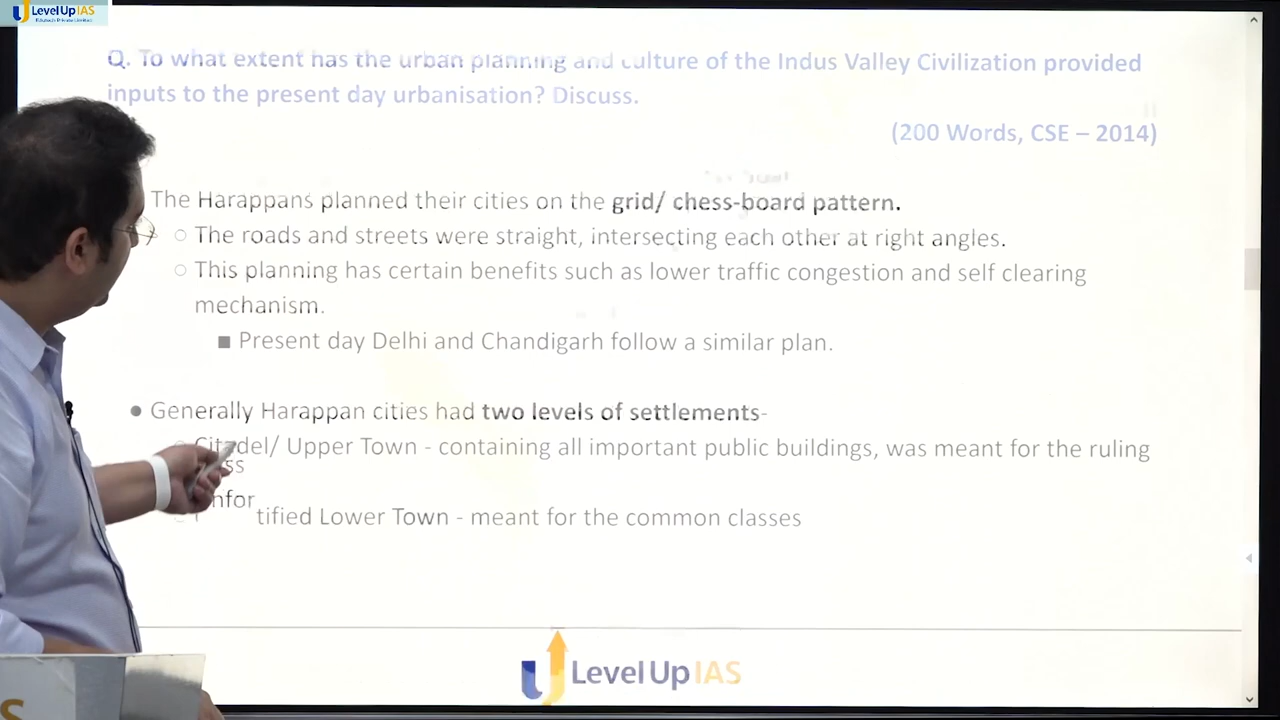 Level Up IAS
Q. To what extent has the urban planning and culture of the Indus Valley Civilization provided
inputs to the present day urbanisation? Discuss.
(200 Words, CSE – 2014)
The Harappans planned their cities on the grid/ chess-board pattern.
○ The roads and streets were straight, intersecting each other at right angles.
○ This planning has certain benefits such as lower traffic congestion and self clearing
mechanism.
■ Present day Delhi and Chandigarh follow a similar plan.
● Generally Harappan cities had two levels of settlements-
○ Citadel/ Upper Town - containing all important public buildings, was meant for the ruling
ss
nfor
tified Lower Town - meant for the common classes
Level Up IAS
S